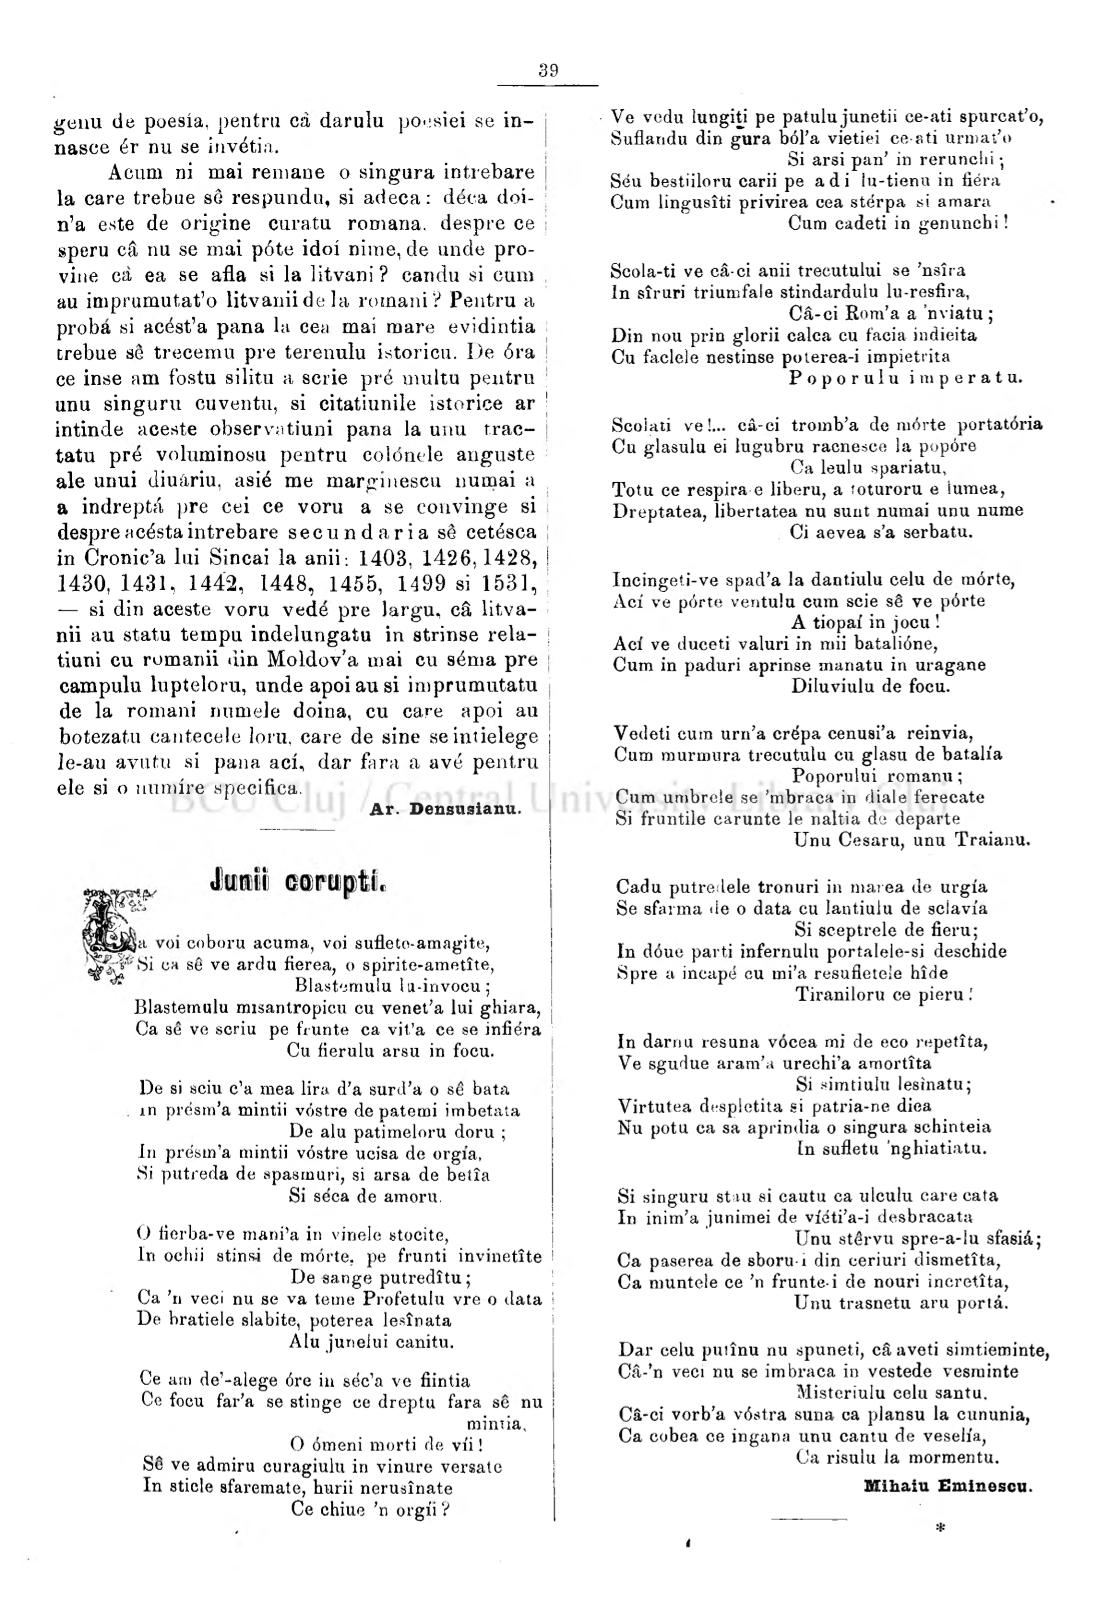 39
genu de poesía, pentru cà darulu poesiei se in-
nasce ér nu se invétia.
Acum ni mai remane o singura intrebare
la care trebue sê respundu, si adeca: déca doi-
n'a este de origine curatu romana. despre ce
speru câ nu se mai póte idoí nime, de unde pro-
vine cà ea se afla si la litvani? candu si cum
au imprumutat'o litvanii de la romani? Pentru a
probá si acést'a pana la cea mai mare evidintia
trebue sê trecemu pre terenulu istoricu. De óra
ce inse am fostu silitu a scrie pré multu pentru
unu singuru cuventu, si citatiunile istorice ar
intinde aceste observatiuni pana la unu trac-
tatu pré voluminosu pentru colónele anguste
ale unui diuáriu, asié me marginescu numai a
a indreptá pre cei ce voru a se convinge si
despre acésta intrebare secundaria sê cetésca
in Cronic'a lui Sincai la anii: 1403, 1426, 1428,
1430, 1431, 1442, 1448, 1455, 1499 si 1531,
— si din aceste voru vedé pre largu, câ litva-
nii au statu tempu indelungatu in strinse rela-
tiuni cu romanii din Moldov'a mai cu séma pre
campulu lupteloru, unde apoi au si imprumutatu
de la romani numele doina, cu care apoi au
botezatu cantecele loru, care de sine se intielege
le-au avutu si pana ací, dar fara a avé pentru
ele si o numíre specifica.
Ar. Densusianu.
Junii corupti.
La voi coboru acuma, voi suflete-amagite,
Si ca sê ve ardu fierea, o spirite-ametîte,
Blastemulu lu-invocu;
Blastemulu misantropicu cu venet'a lui ghiara,
Ca sê ve scriu pe frunte ca vit'a ce se infiéra
Cu fierulu arsu in focu.
De si sciu c'a mea lira d'a surd'a o sê bata
in présm'a mintii vóstre de patemi imbetata
De alu patimeloru doru ;
In présm'a mintii vóstre ucisa de orgía,
Si putreda de spasmuri, si arsa de betîa
Si séca de amoru.
O fierba-ve mani'a in vinele stocite,
In ochii stinsi de mórte, pe frunti invinetîte
De sange putredîtu;
Ca 'n veci nu se va teme Profetulu vre o data
De bratiele slabite, poterea lesînata
Alu junelui canitu.
Ce am de'-alege óre in séc'a ve fiintia
Ce focu far'a se stinge ce dreptu fara sê nu
mintia,
O ómeni morti de víi!
Sê ve admiru curagiulu in vinure versate
In sticle sfaremate, hurii nerusînate
Ce chiue 'n orgíi?
Ve vedu lungiti pe patulu junetii ce-ati spurcat'o,
Suflandu din gura ból'a vietiei ce-ati urmat'o
Si arsi pan' in rerunchi;
Séu bestiiloru carii pe adi lu-tienu in fiéra
Cum lingusîti privirea cea stérpa si amara
Cum cadeti in genunchi!
Scola-ti ve câ-ci anii trecutului se 'nsîra
In sîruri triumfale stindardulu lu-resfira,
Câ-ci Rom'a a 'nviatu;
Din nou prin glorii calca cu facia indieita
Cu faclele nestinse poterea-i impietrita
Poporulu imperatu.
Scolati ve!... câ-ci tromb'a de mórte portatória
Cu glasulu ei lugubru racnesce la popóre
Ca leulu spariatu,
Totu ce respira e liberu, a toturoru e lumea,
Dreptatea, libertatea nu sunt numai unu nume
Ci aevea s'a serbatu.
Incingeti-ve spad'a la dantiulu celu de mórte,
Ací ve pórte ventulu cum scie sê ve pórte
A tiopaí in jocu!
Ací ve duceti valuri in mii batalióne,
Cum in paduri aprinse manatu in uragane
Diluviulu de focu.
Vedeti cum urn'a crépa cenusi'a reinvia,
Cum murmura trecutulu cu glasu de batalía
Poporului romanu;
Cum umbrele se 'mbraca in diale ferecate
Si fruntile carunte le naltia de departe
Unu Cesaru, unu Traianu.
Cadu putredele tronuri in marea de urgía
Se sfarma de o data cu lantiulu de sclavía
Si sceptrele de fieru;
In dóue parti infernulu portalele-si deschide
Spre a incapé cu mi'a resufletele hîde
Tiraniloru ce pieru!
In darnu resuna vócea mi de eco repetîta,
Ve sgudue aram'a urechi'a amortîta
Si simtiulu lesinatu;
Virtutea despletita si patria-ne diea
Nu potu ca sa aprindia o singura schinteia
In sufletu 'nghiatiatu.
Si singuru stau si cautu ca ulculu care cata
In inim'a junimei de víéti'a-i desbracata
Unu stêrvu spre-a-lu sfasiá;
Ca paserea de sboru-i din ceriuri dismetîta,
Ca muntele ce 'n frunte-i de nouri incretîta,
Unu trasnetu aru portá.
Dar celu putînu nu spuneti, câ aveti simtieminte,
Câ-'n veci nu se imbraca in vestede vesminte
Misteriulu celu santu.
Câ-ci vorb'a vóstra suna ca plansu la cununia,
Ca cobea ce ingana unu cantu de veselía,
Ca risulu la mormentu.
Mihaiu Eminescu.
*
BCU Cluj / Central University Library Cluj